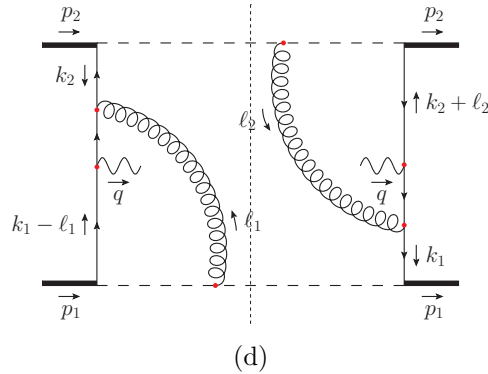 p₂ p₂
k₂ k₂ + ℓ₂
ℓ₂
q q
k₁ − ℓ₁ ℓ₁
k₁
p₁ p₁
(d)